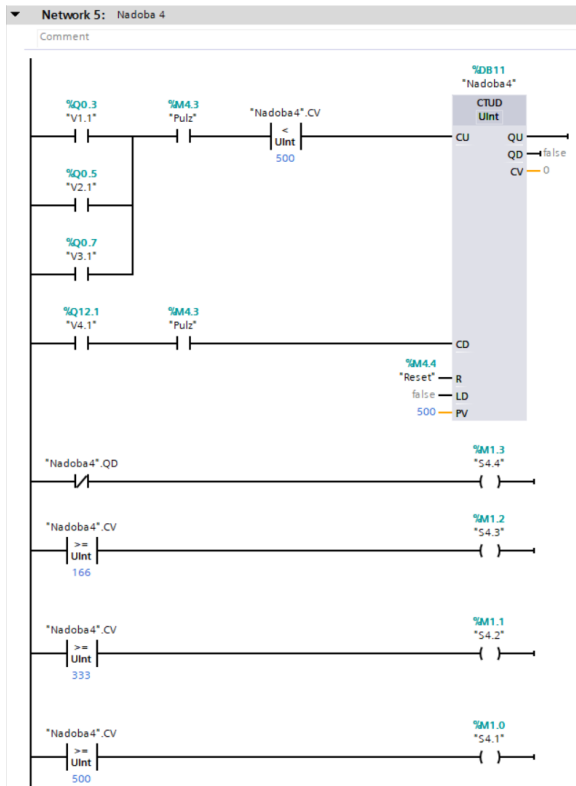 Network 5: Nadoba 4
Comment
%DB11
"Nadoba4"
%Q0.3 %M4.3 CTUD
"V1.1" "Pulz" "Nadoba4".CV UInt
< CU QU
UInt QD false
500 CV 0
%Q0.5
"V2.1"
%Q0.7
"V3.1"
%Q12.1 %M4.3
"V4.1" "Pulz"
CD
%M4.4
"Reset" R
false LD
500 PV
%M1.3
"Nadoba4".QD "S4.4"
%M1.2
"Nadoba4".CV "S4.3"
>=
UInt
166
%M1.1
"Nadoba4".CV "S4.2"
>=
UInt
333
%M1.0
"Nadoba4".CV "S4.1"
>=
UInt
500